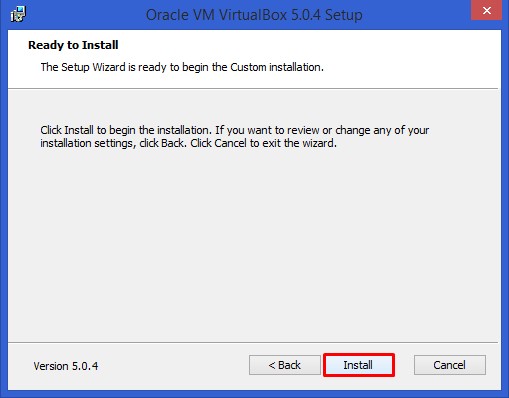 Oracle VM VirtualBox 5.0.4 Setup
Ready to Install
The Setup Wizard is ready to begin the Custom installation.
Click Install to begin the installation. If you want to review or change any of your
installation settings, click Back. Click Cancel to exit the wizard.
Version 5.0.4
< Back
Install
Cancel